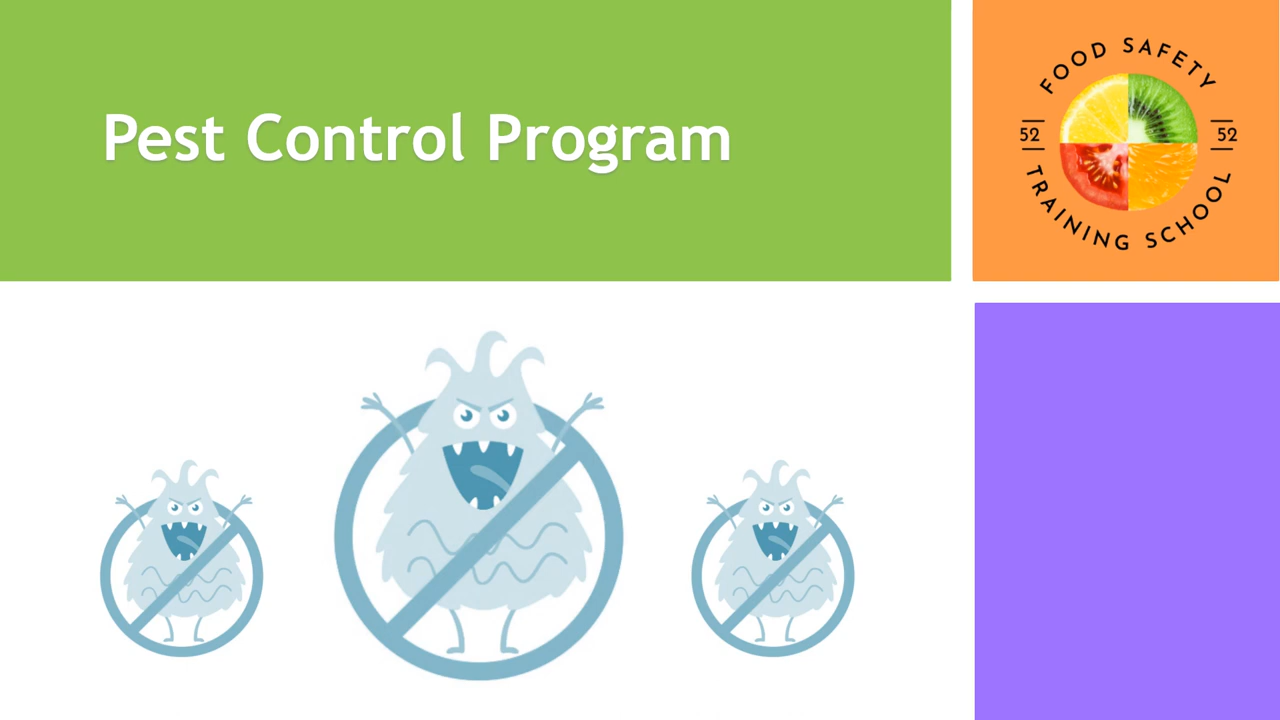 Pest Control Program
FOOD SAFETY
52
52
TRAINING SCHOOL